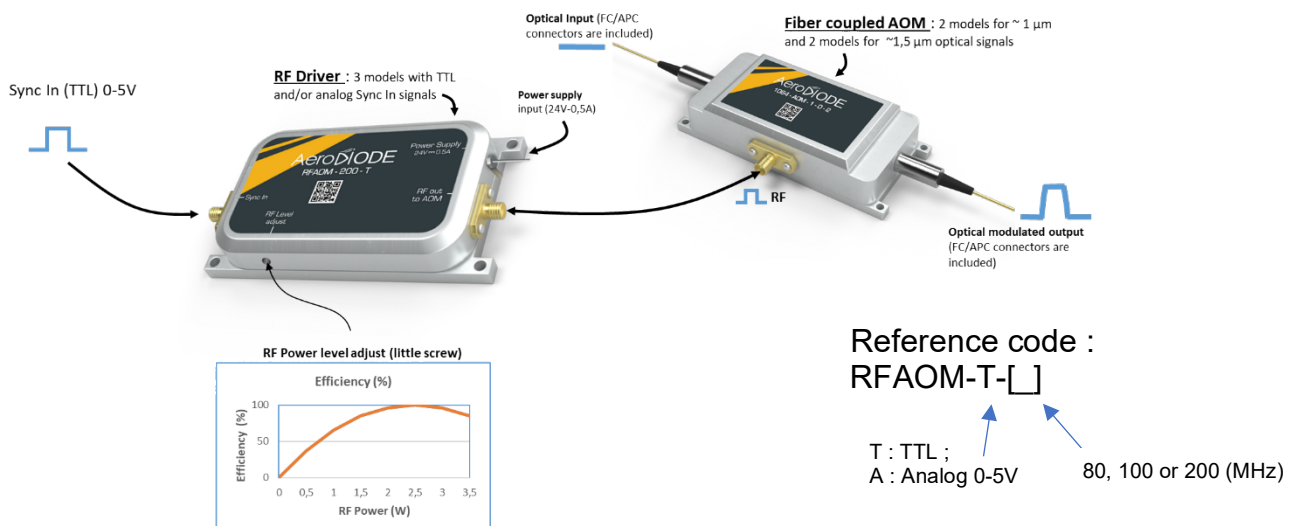 Optical Input (FC/APC
connectors are included)
Fiber coupled AOM : 2 models for ~ 1 µm
and 2 models for ~1,5 µm optical signals
RF Driver : 3 models with TTL
and/or analog Sync In signals
Power supply
input (24V-0,5A)
Sync In (TTL) 0-5V
AeroDIODE
1064-AOM-1-0-2
AeroDIODE
RFAOM - 200 - T
Power Supply
24V 0.5A
Sync In
RF out
to AOM
RF Level
adjust
RF
Optical modulated output
(FC/APC connectors are
included)
RF Power level adjust (little screw)
Efficiency (%)
Efficiency (%)
100
50
0
0 0,5 1 1,5 2 2,5 3 3,5
RF Power (W)
Reference code :
RFAOM-T-[_]
T : TTL ;
A : Analog 0-5V
80, 100 or 200 (MHz)